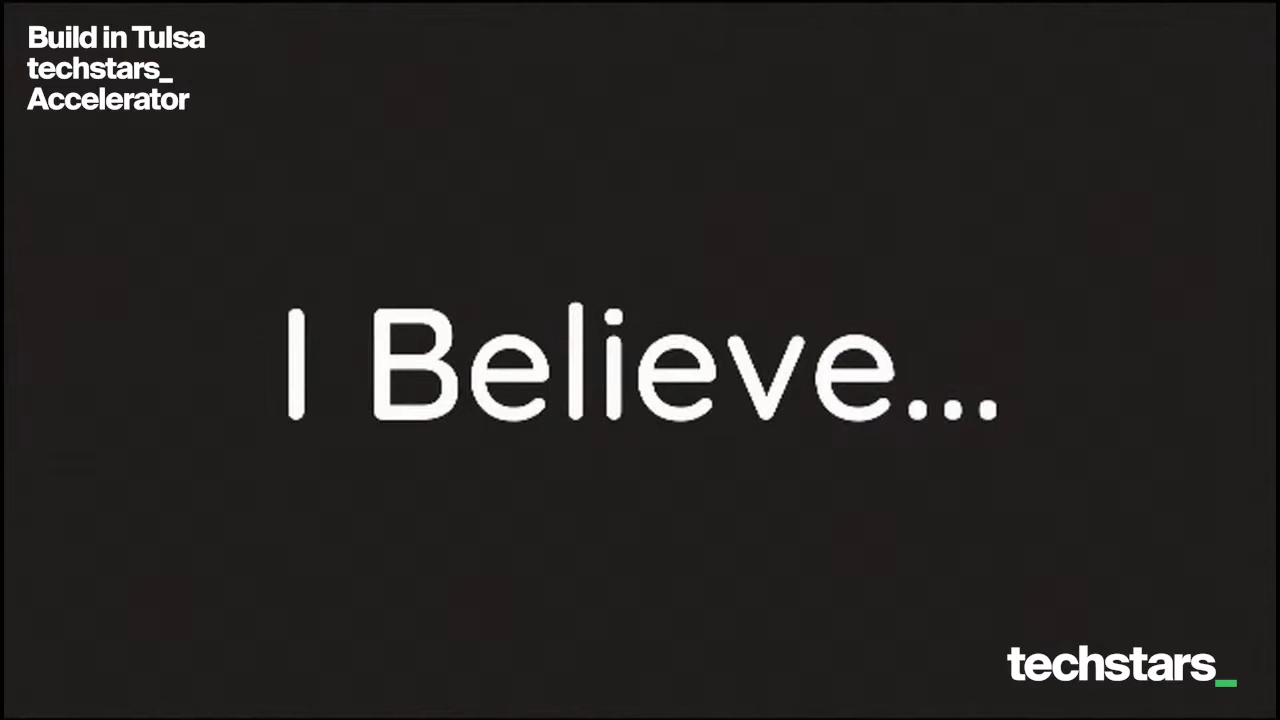 Build in Tulsa
techstars_
Accelerator
I Believe...
techstars_